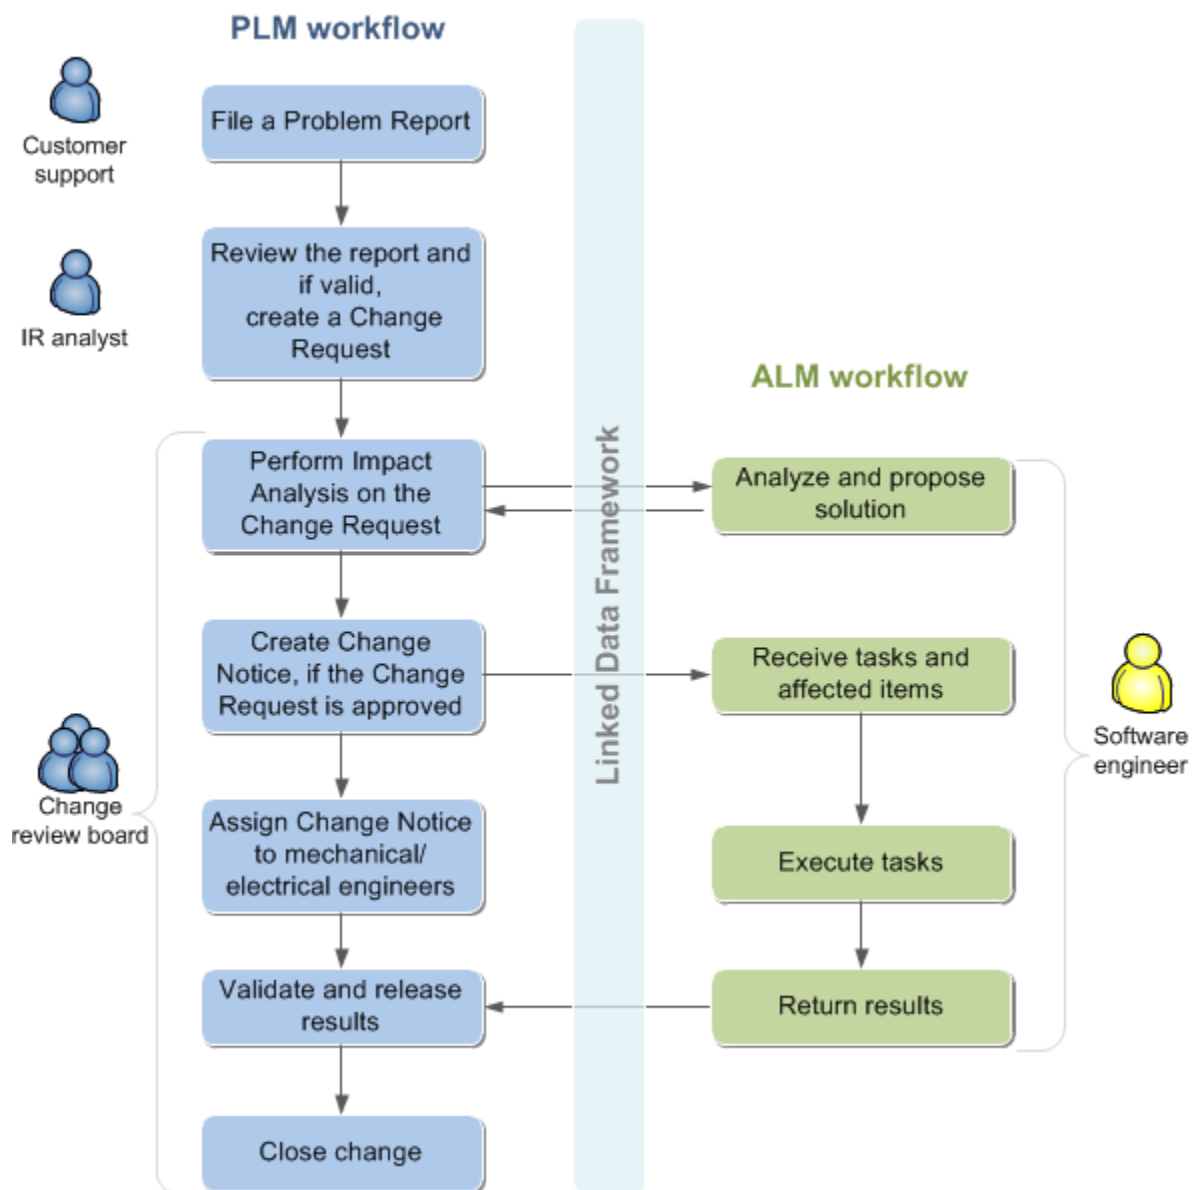 PLM workflow
Customer
support
File a Problem Report
IR analyst
Review the report and
if valid,
create a Change
Request
ALM workflow
Linked Data Framework
Perform Impact
Analysis on the
Change Request
Analyze and propose
solution
Create Change
Notice, if the Change
Request is approved
Receive tasks and
affected items
Software
engineer
Change
review board
Assign Change Notice
to mechanical/
electrical engineers
Execute tasks
Validate and release
results
Return results
Close change